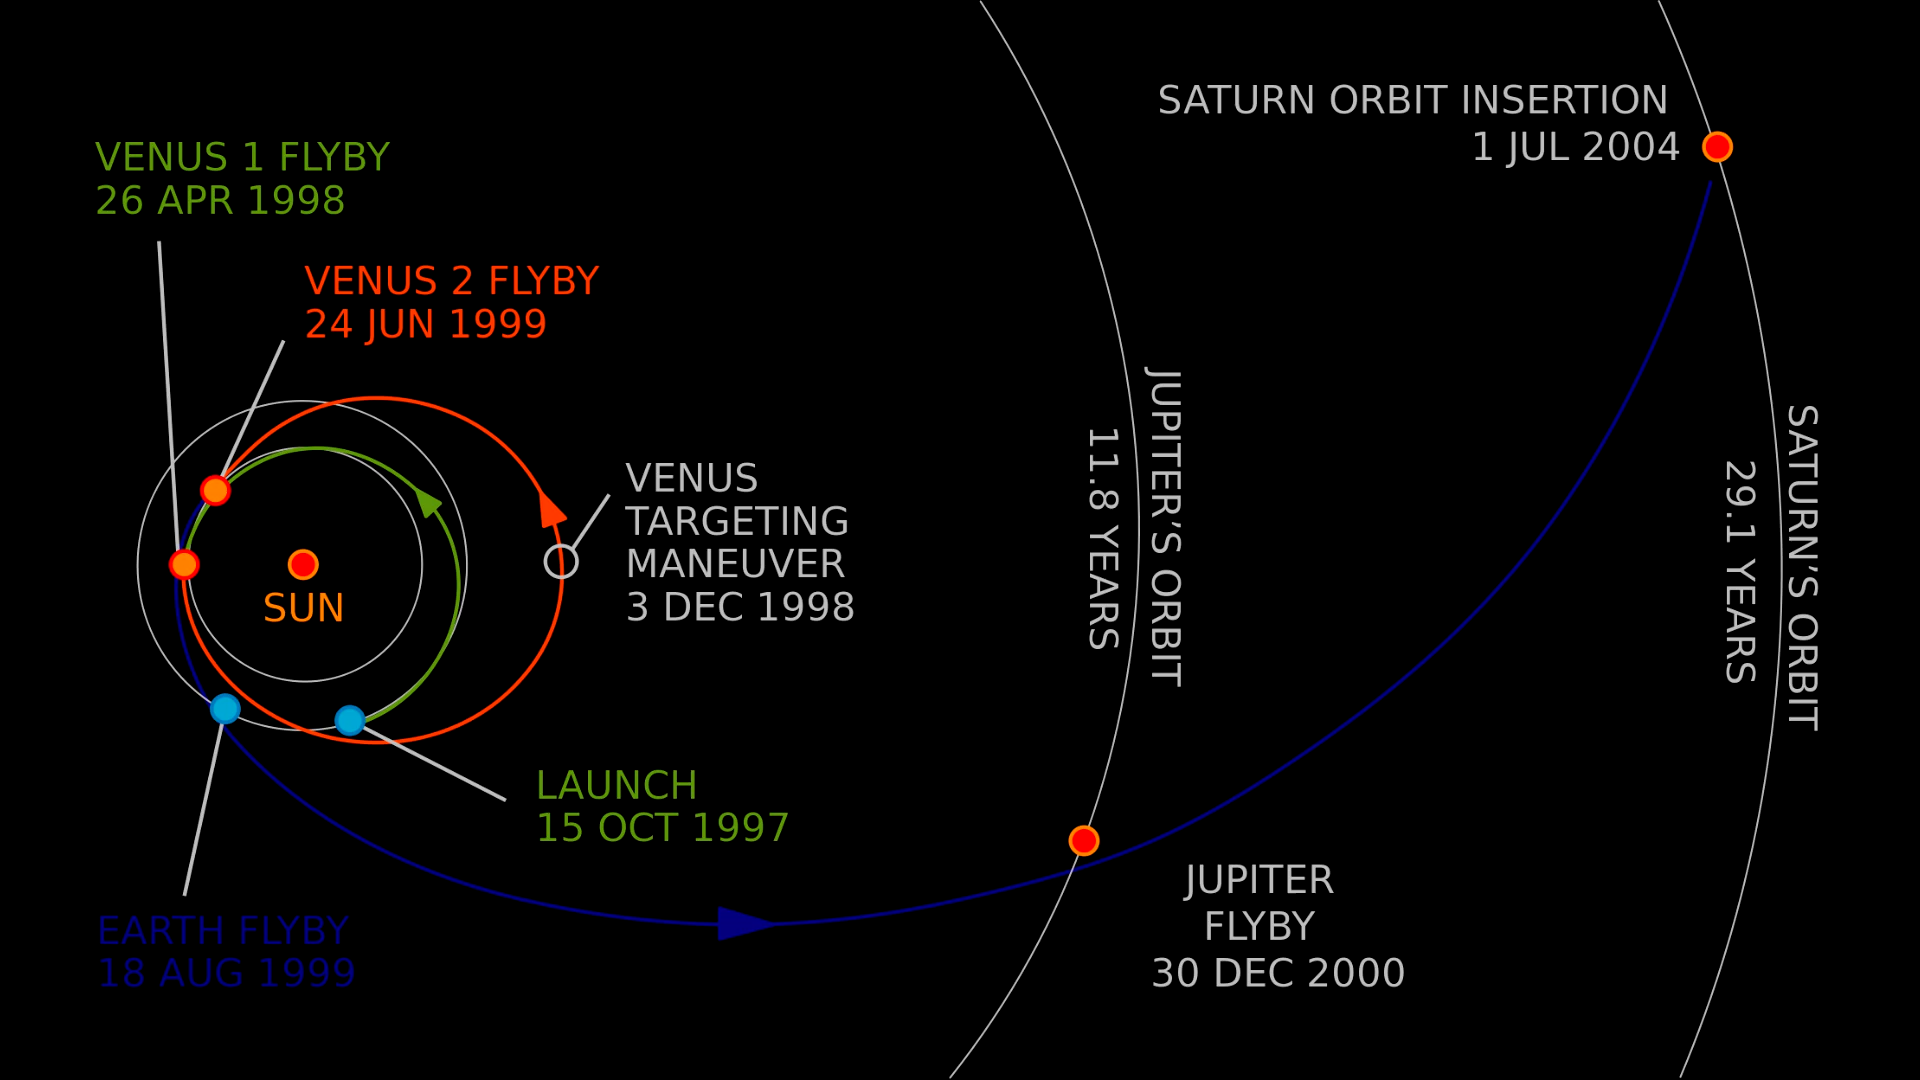 SATURN ORBIT INSERTION
1 JUL 2004
VENUS 1 FLYBY
26 APR 1998
VENUS 2 FLYBY
24 JUN 1999
VENUS
TARGETING
MANEUVER
3 DEC 1998
SUN
JUPITER’S ORBIT
11.8 YEARS
SATURN’S ORBIT
29.1 YEARS
LAUNCH
15 OCT 1997
JUPITER
FLYBY
30 DEC 2000
EARTH FLYBY
18 AUG 1999